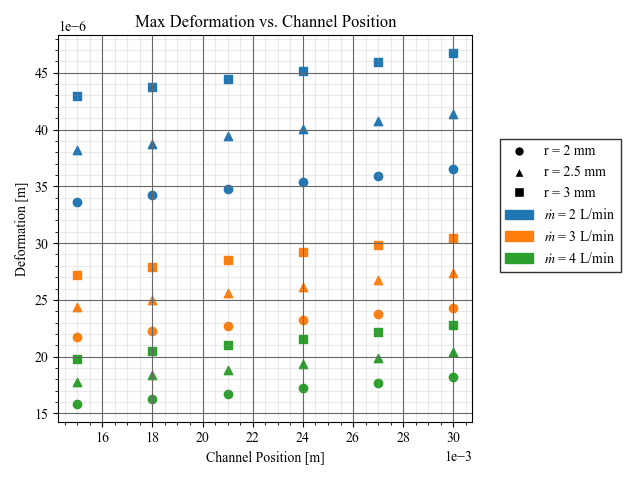 Max Deformation vs. Channel Position
1e−6
45
40
35
30
25
20
15
Deformation [m]
16 18 20 22 24 26 28 30
Channel Position [m]
1e−3
r = 2 mm
r = 2.5 mm
r = 3 mm
ṁ = 2 L/min
ṁ = 3 L/min
ṁ = 4 L/min